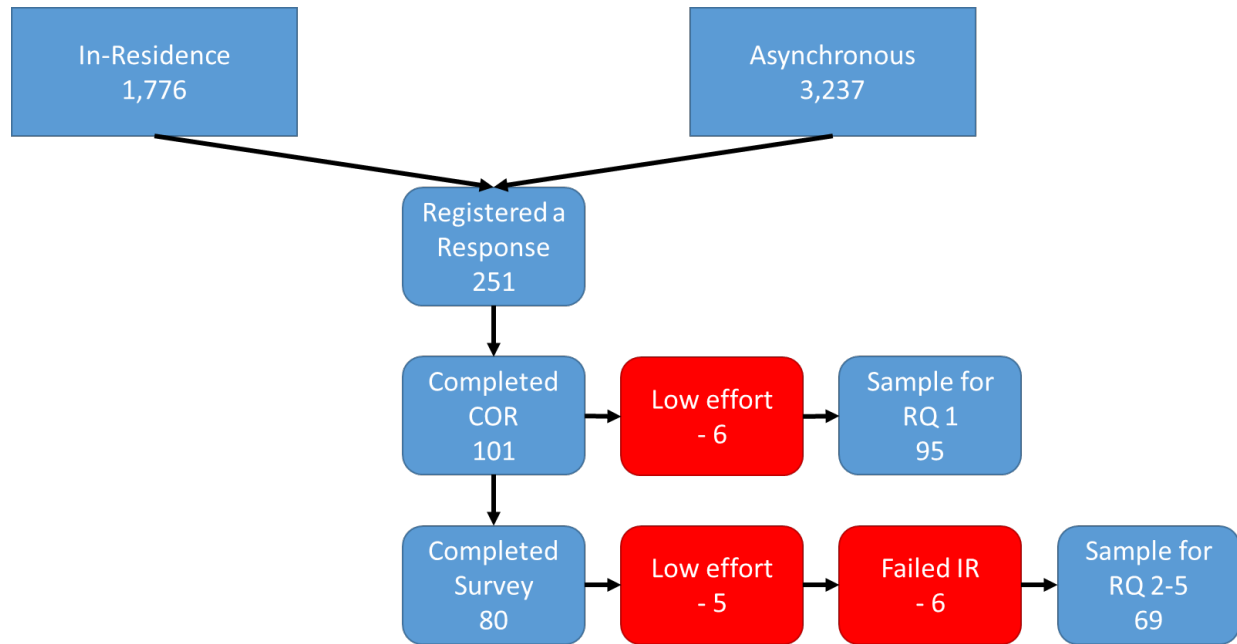 In-Residence
1,776
Asynchronous
3,237
Registered a
Response
251
Completed
COR
101
Low effort
- 6
Sample for
RQ 1
95
Completed
Survey
80
Low effort
- 5
Failed IR
- 6
Sample for
RQ 2-5
69